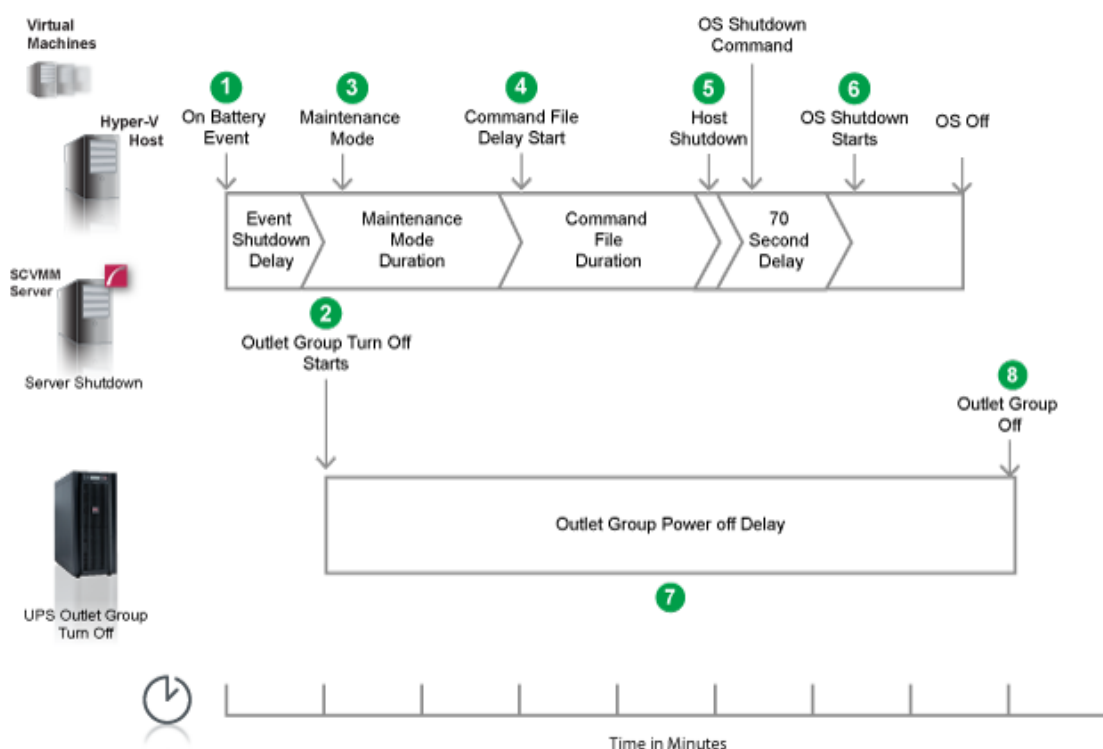 Virtual
Machines
OS Shutdown
Command
1
3
4
5
6
Hyper-V
Host
On Battery
Event
Maintenance
Mode
Command File
Delay Start
Host
Shutdown
OS Shutdown
Starts
OS Off
Event
Shutdown
Delay
Maintenance
Mode
Duration
Command
File
Duration
70
Second
Delay
SCVMM
Server
Server Shutdown
2
Outlet Group Turn Off
Starts
8
Outlet Group
Off
Outlet Group Power off Delay
7
UPS Outlet Group
Turn Off
Time in Minutes